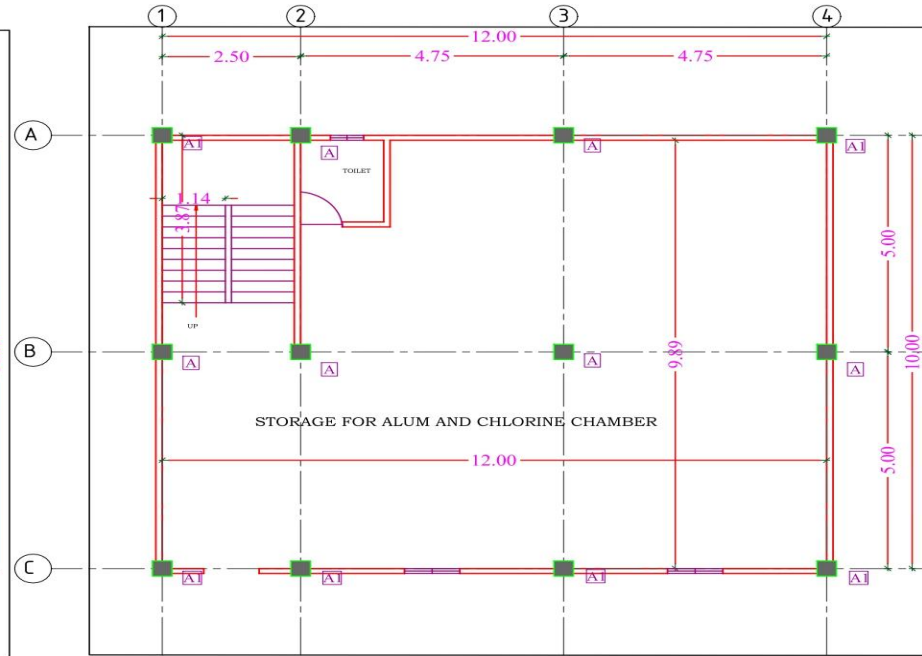 1 2 3 4
12.00
2.50 4.75 4.75
A
A1 A A A1
TOILET
1.14
3.87
5.00
UP
B
A A A A
9.89
10.00
STORAGE FOR ALUM AND CHLORINE CHAMBER
12.00
5.00
C
A1 A1 A1 A1